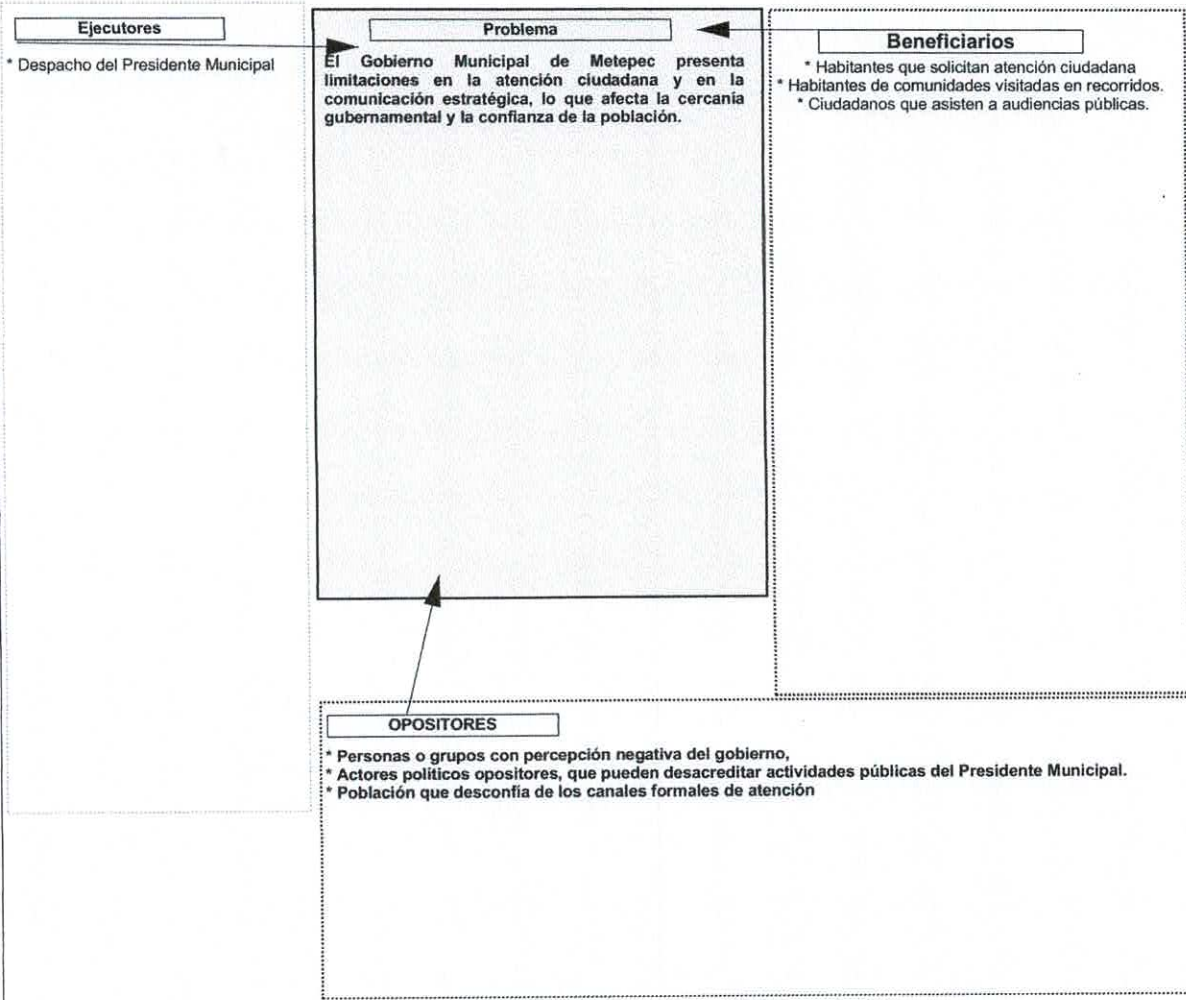 Ejecutores
* Despacho del Presidente Municipal
Problema
El Gobierno Municipal de Metepec presenta
limitaciones en la atención ciudadana y en la
comunicación estratégica, lo que afecta la cercanía
gubernamental y la confianza de la población.
Beneficiarios
* Habitantes que solicitan atención ciudadana
* Habitantes de comunidades visitadas en recorridos.
* Ciudadanos que asisten a audiencias públicas.
OPOSITORES
* Personas o grupos con percepción negativa del gobierno,
* Actores políticos opositores, que pueden desacreditar actividades públicas del Presidente Municipal.
* Población que desconfía de los canales formales de atención